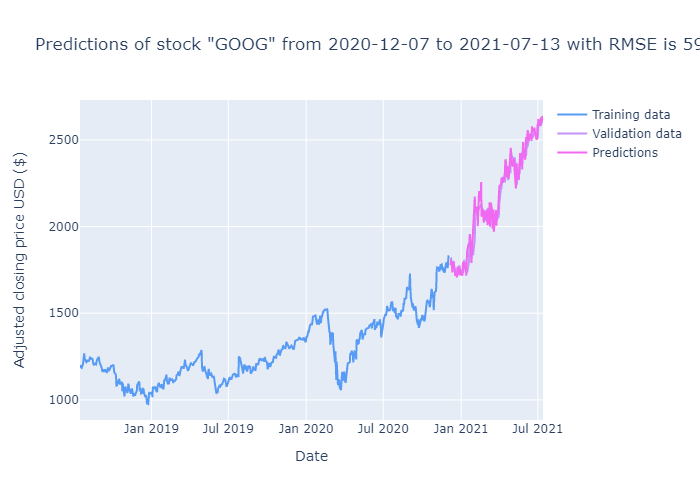 Predictions of stock "GOOG" from 2020-12-07 to 2021-07-13 with RMSE is 59
Training data
Validation data
Predictions
Adjusted closing price USD ($)
2500
2000
1500
1000
Jan 2019 Jul 2019 Jan 2020 Jul 2020 Jan 2021 Jul 2021
Date